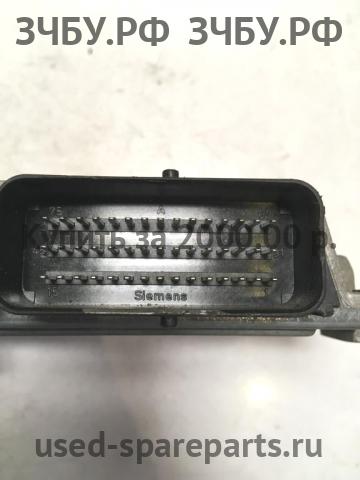 ЗЧБУ.РФ ЗЧБУ.РФ
A
Купить за 2000.00 р.
Siemens
used-spareparts.ru